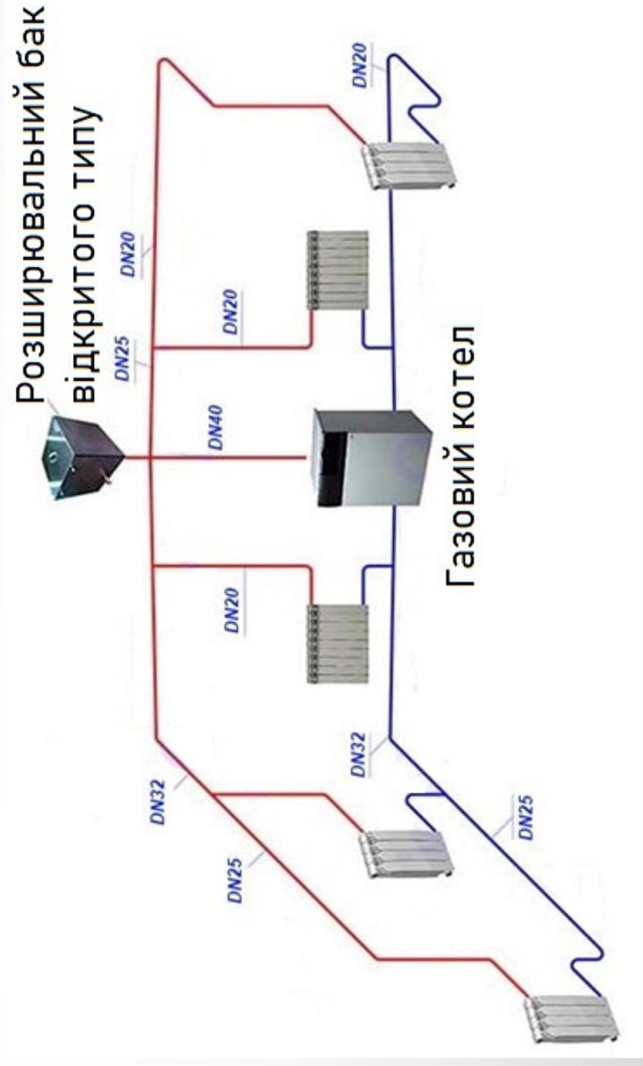 Розширювальний бак
відкритого типу
DN20
DN20
DN20
DN25
DN40
Газовий котел
DN20
DN32
DN32
DN25
DN25